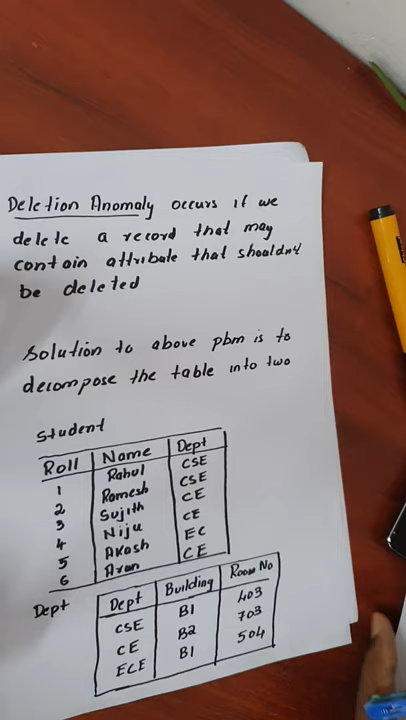 Deletion Anomaly occurs if we
delete a record that may
contain attribute that shouldn't
be deleted
Solution to above pbm is to
decompose the table into two
Student
Roll Name Dept
1 Rahul CSE
2 Ramesh CSE
3 Sujith CE
4 Niju CE
5 Akash EC
6 Aran CE
Dept
Dept Building Room No
CSE B1 403
CE B2 703
ECE B1 504